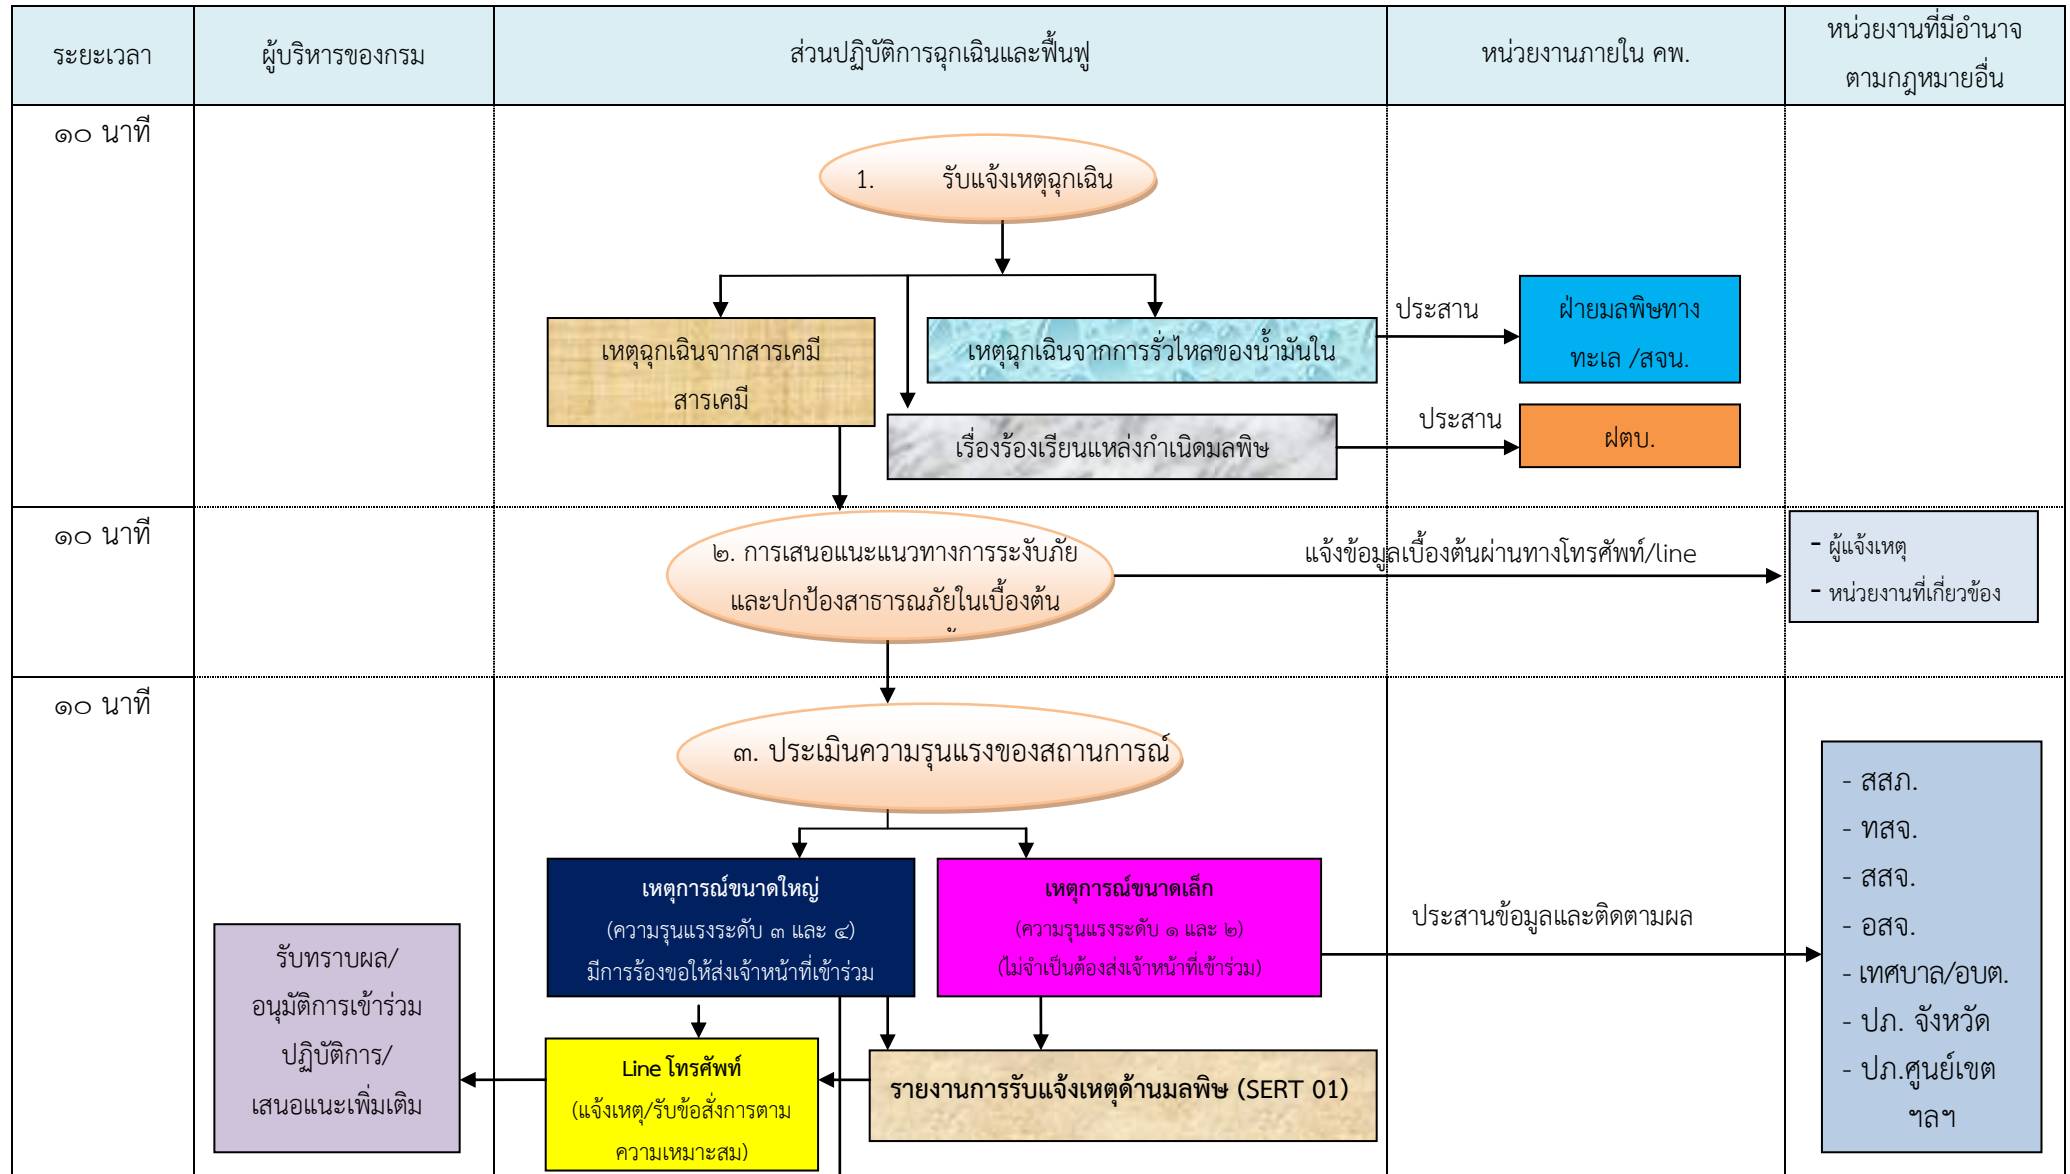 ระยะเวลา
ผู้บริหารของกรม
ส่วนปฏิบัติการฉุกเฉินและฟื้นฟู
หน่วยงานภายใน คพ.
หน่วยงานที่มีอำนาจ
ตามกฎหมายอื่น
๑๐ นาที
1. รับแจ้งเหตุฉุกเฉิน
เหตุฉุกเฉินจากสารเคมี
สารเคมี
เหตุฉุกเฉินจากการรั่วไหลของน้ำมันใน
ประสาน
ฝ่ายมลพิษทาง
ทะเล /สจน.
เรื่องร้องเรียนแหล่งกำเนิดมลพิษ
ประสาน
ฝตบ.
๑๐ นาที
๒. การเสนอแนะแนวทางการระงับภัย
และปกป้องสาธารณภัยในเบื้องต้น
แจ้งข้อมูลเบื้องต้นผ่านทางโทรศัพท์/line
- ผู้แจ้งเหตุ
- หน่วยงานที่เกี่ยวข้อง
๑๐ นาที
๓. ประเมินความรุนแรงของสถานการณ์
เหตุการณ์ขนาดใหญ่
(ความรุนแรงระดับ ๓ และ ๔)
มีการร้องขอให้ส่งเจ้าหน้าที่เข้าร่วม
เหตุการณ์ขนาดเล็ก
(ความรุนแรงระดับ ๑ และ ๒)
(ไม่จำเป็นต้องส่งเจ้าหน้าที่เข้าร่วม)
ประสานข้อมูลและติดตามผล
- สสภ.
- ทสจ.
- สสจ.
- อสจ.
- เทศบาล/อบต.
- ปภ. จังหวัด
- ปภ.ศูนย์เขต
ฯลฯ
รับทราบผล/
อนุมัติการเข้าร่วม
ปฏิบัติการ/
เสนอแนะเพิ่มเติม
Line โทรศัพท์
(แจ้งเหตุ/รับข้อสั่งการตาม
ความเหมาะสม)
รายงานการรับแจ้งเหตุด้านมลพิษ (SERT 01)